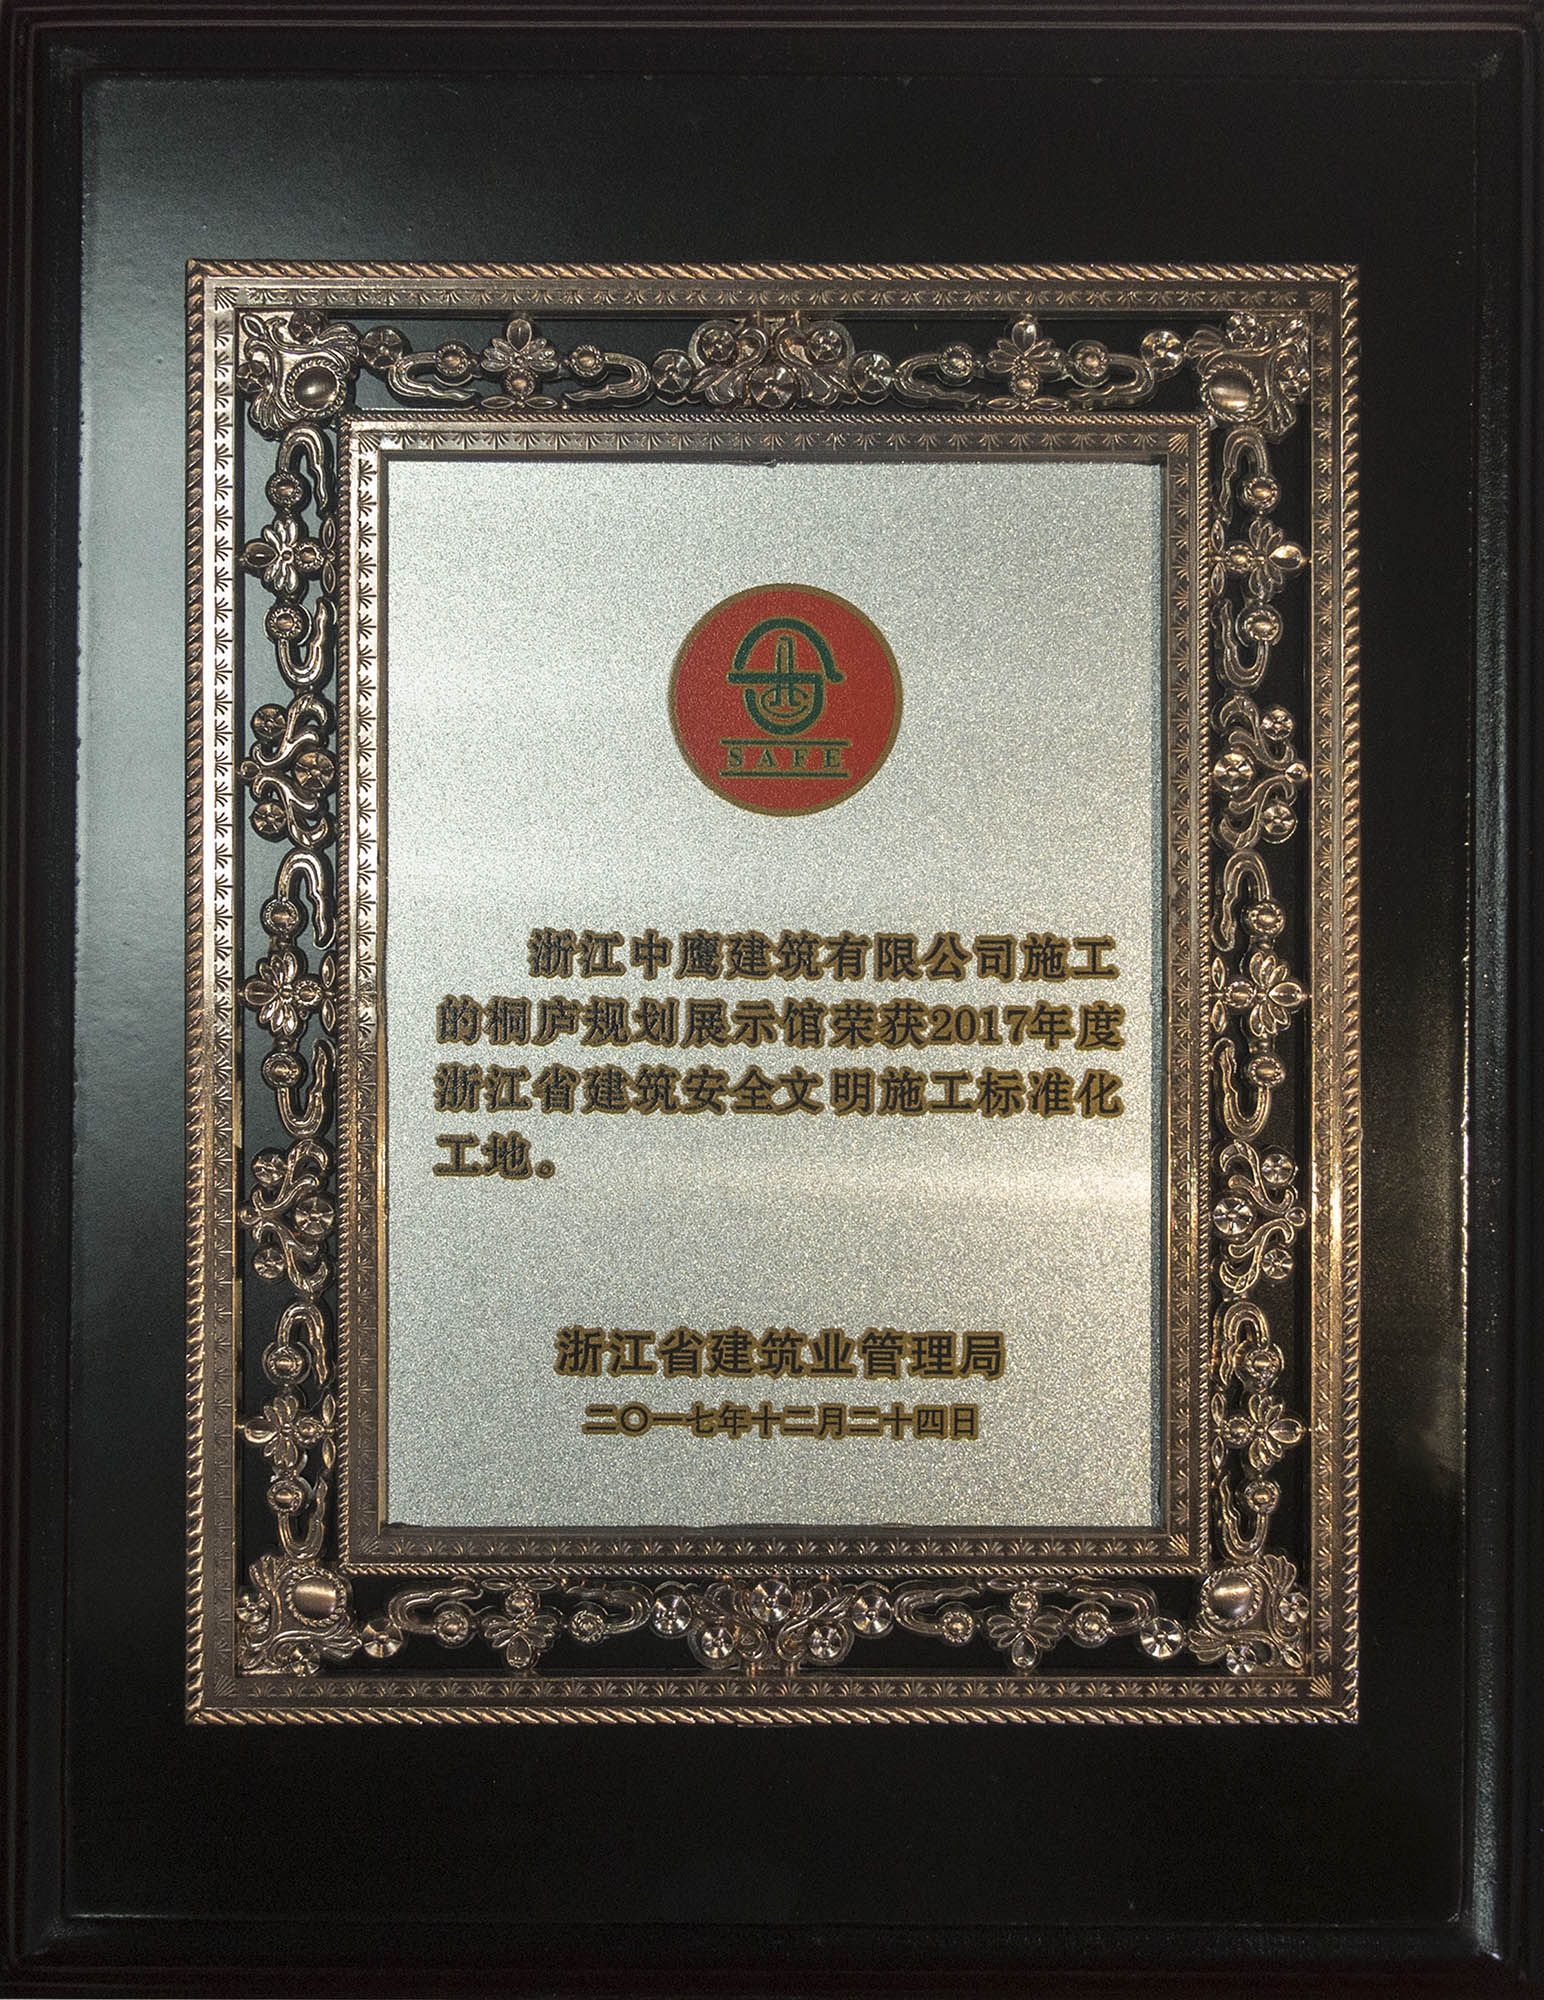 SAFE
浙江中鹰建筑有限公司施工
的桐庐规划展示馆荣获2017年度
浙江省建筑安全文明施工标准化
工地。
浙江省建筑业管理局
二〇一七年十二月二十四日